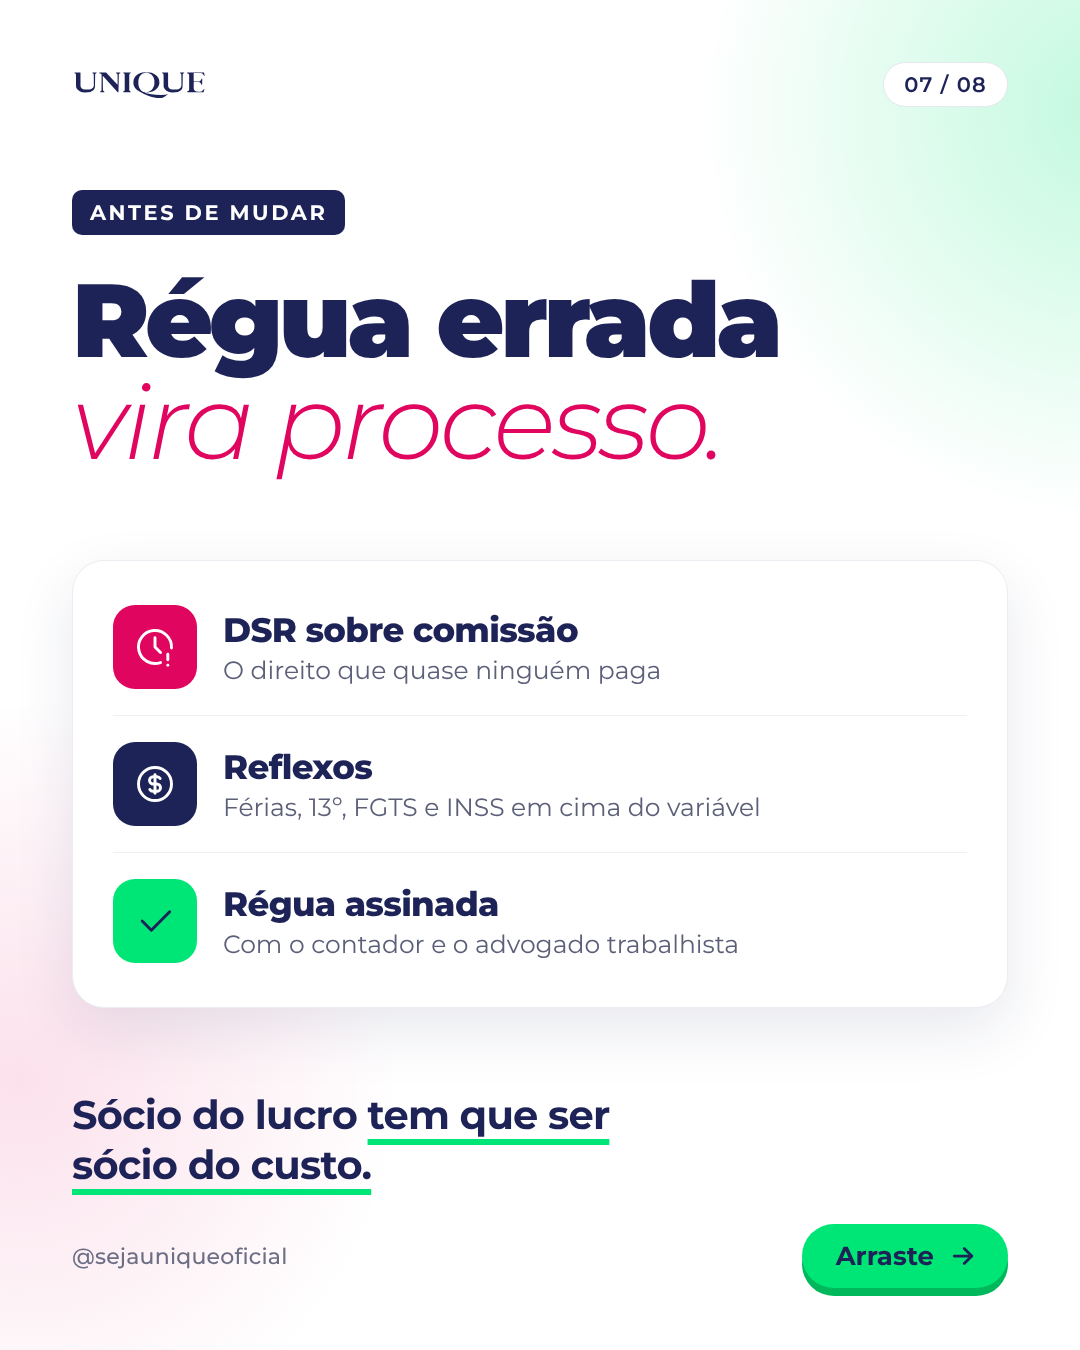 UNIQUE
07 / 08
ANTES DE MUDAR
Régua errada
vira processo.
DSR sobre comissão
O direito que quase ninguém paga
Reflexos
Férias, 13º, FGTS e INSS em cima do variável
Régua assinada
Com o contador e o advogado trabalhista
Sócio do lucro tem que ser
sócio do custo.
@sejauniqueoficial
Arraste →